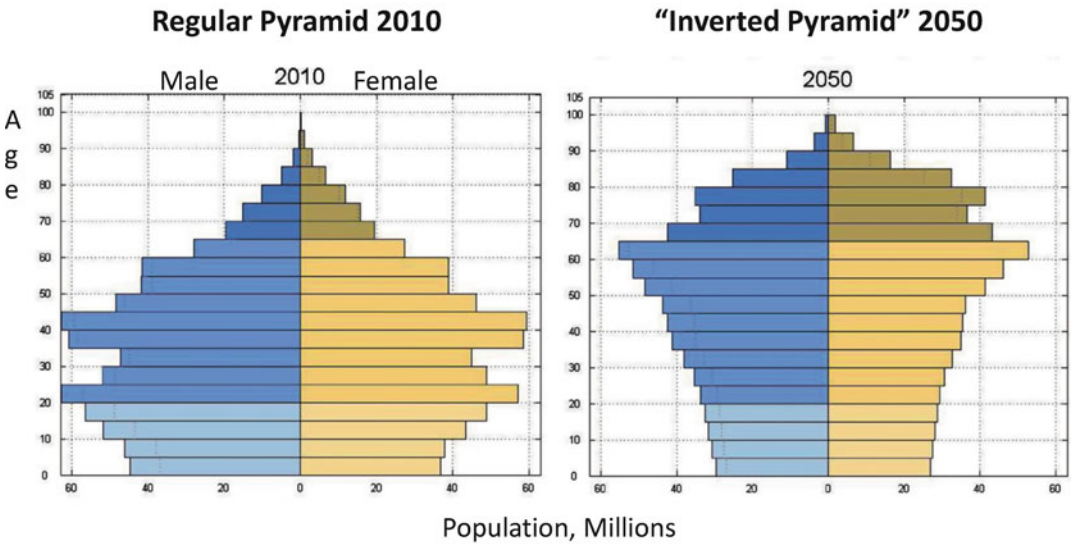 Regular Pyramid 2010
“Inverted Pyramid” 2050
Male 2010 Female
2050
A
g
e
105
100
90
80
70
60
50
40
30
20
10
0
60 40 20 0 20 40 60
105
100
90
80
70
60
50
40
30
20
10
0
60 40 20 0 20 40 60
Population, Millions